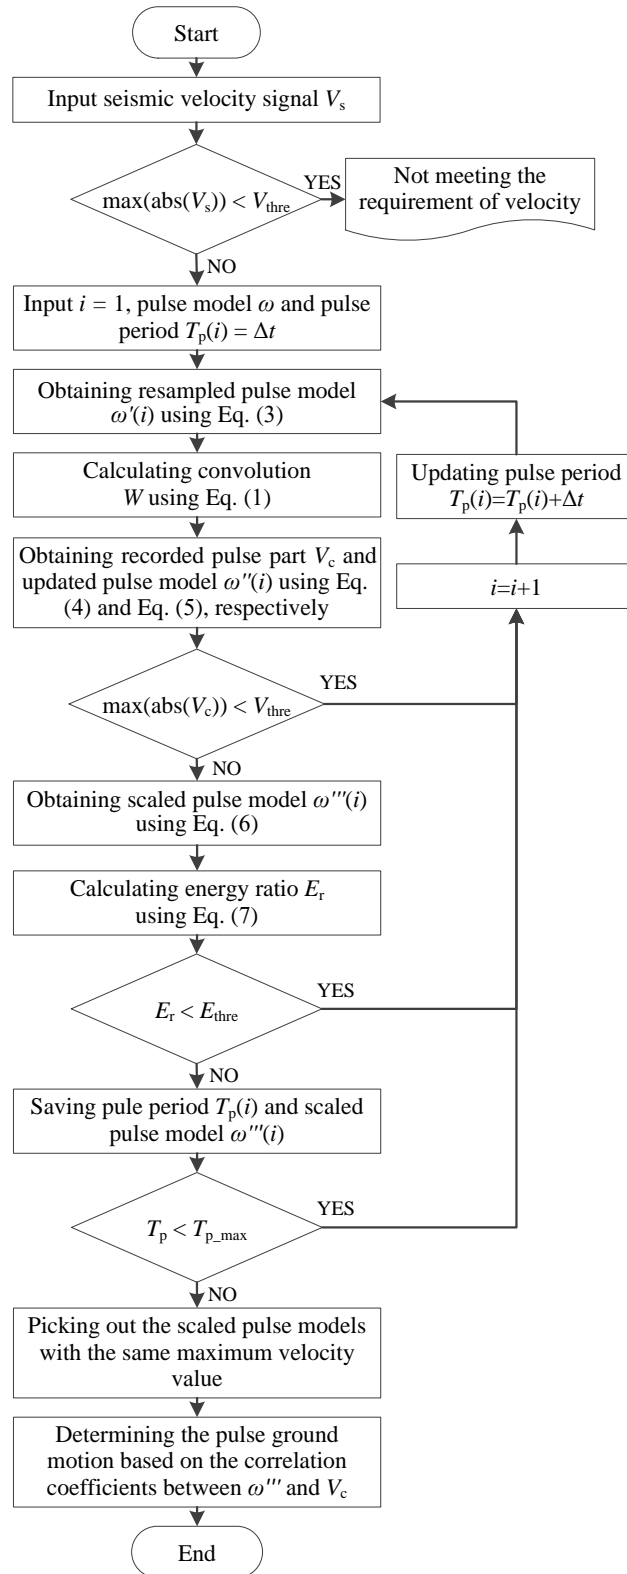 Start
Input seismic velocity signal Vs
max(abs(Vs)) < Vthre
YES
Not meeting the
requirement of velocity
NO
Input i = 1, pulse model ω and pulse
period Tp(i) = Δt
Obtaining resampled pulse model
ω'(i) using Eq. (3)
Calculating convolution
W using Eq. (1)
Updating pulse period
Tp(i)=Tp(i)+Δt
Obtaining recorded pulse part Vc and
updated pulse model ω''(i) using Eq.
(4) and Eq. (5), respectively
i=i+1
max(abs(Vc)) < Vthre
YES
NO
Obtaining scaled pulse model ω'''(i)
using Eq. (6)
Calculating energy ratio Er
using Eq. (7)
Er < Ethre
YES
NO
Saving pule period Tp(i) and scaled
pulse model ω'''(i)
Tp < Tp_max
YES
NO
Picking out the scaled pulse models
with the same maximum velocity
value
Determining the pulse ground
motion based on the correlation
coefficients between ω''' and Vc
End